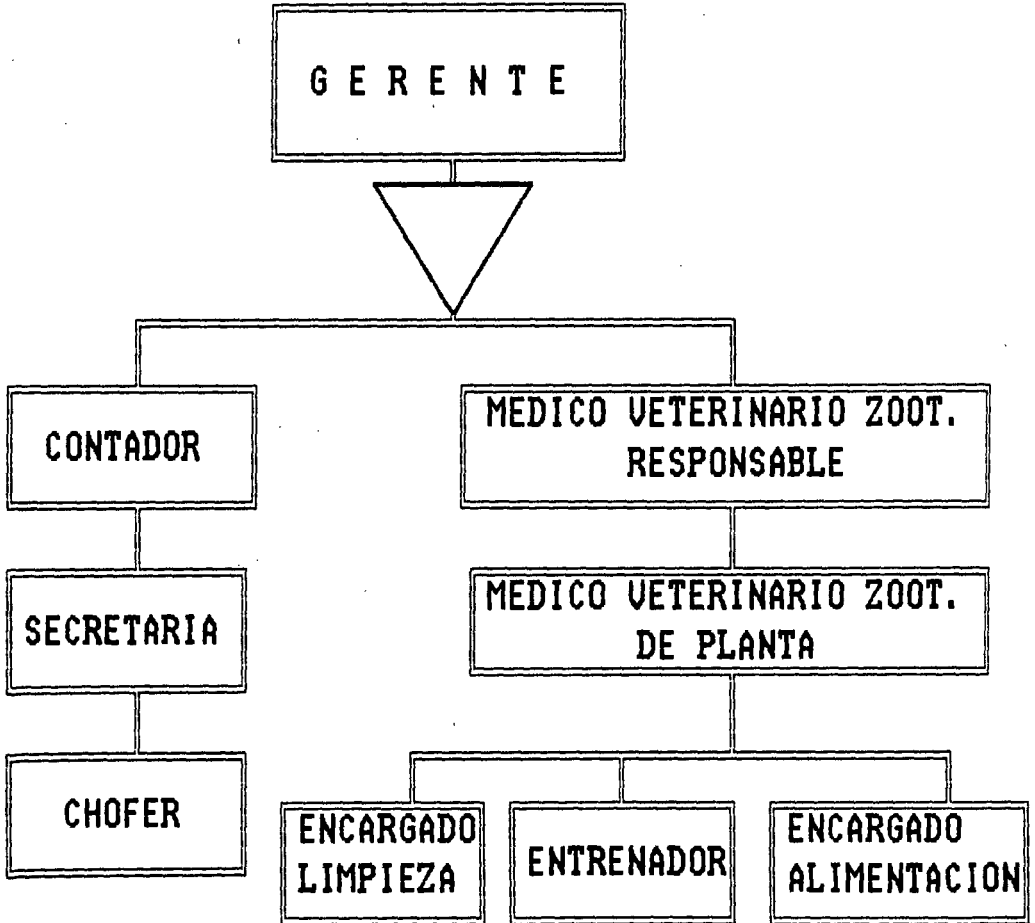 G E R E N T E
CONTADOR
MEDICO VETERINARIO ZOOT.
RESPONSABLE
SECRETARIA
MEDICO VETERINARIO ZOOT.
DE PLANTA
CHOFER
ENCARGADO
LIMPIEZA
ENTRENADOR
ENCARGADO
ALIMENTACION